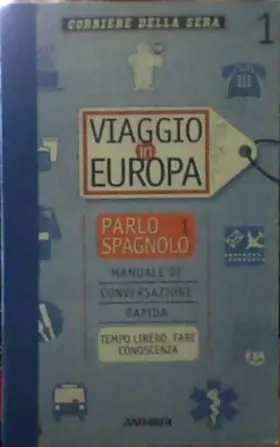 CORRIERE DELLA SERA
1
VIAGGIO
in
EUROPA
PARLO 1
SPAGNOLO
MANUALE DI
CONVERSAZIONE
RAPIDA
TEMPO LIBERO, FARE
CONOSCENZA